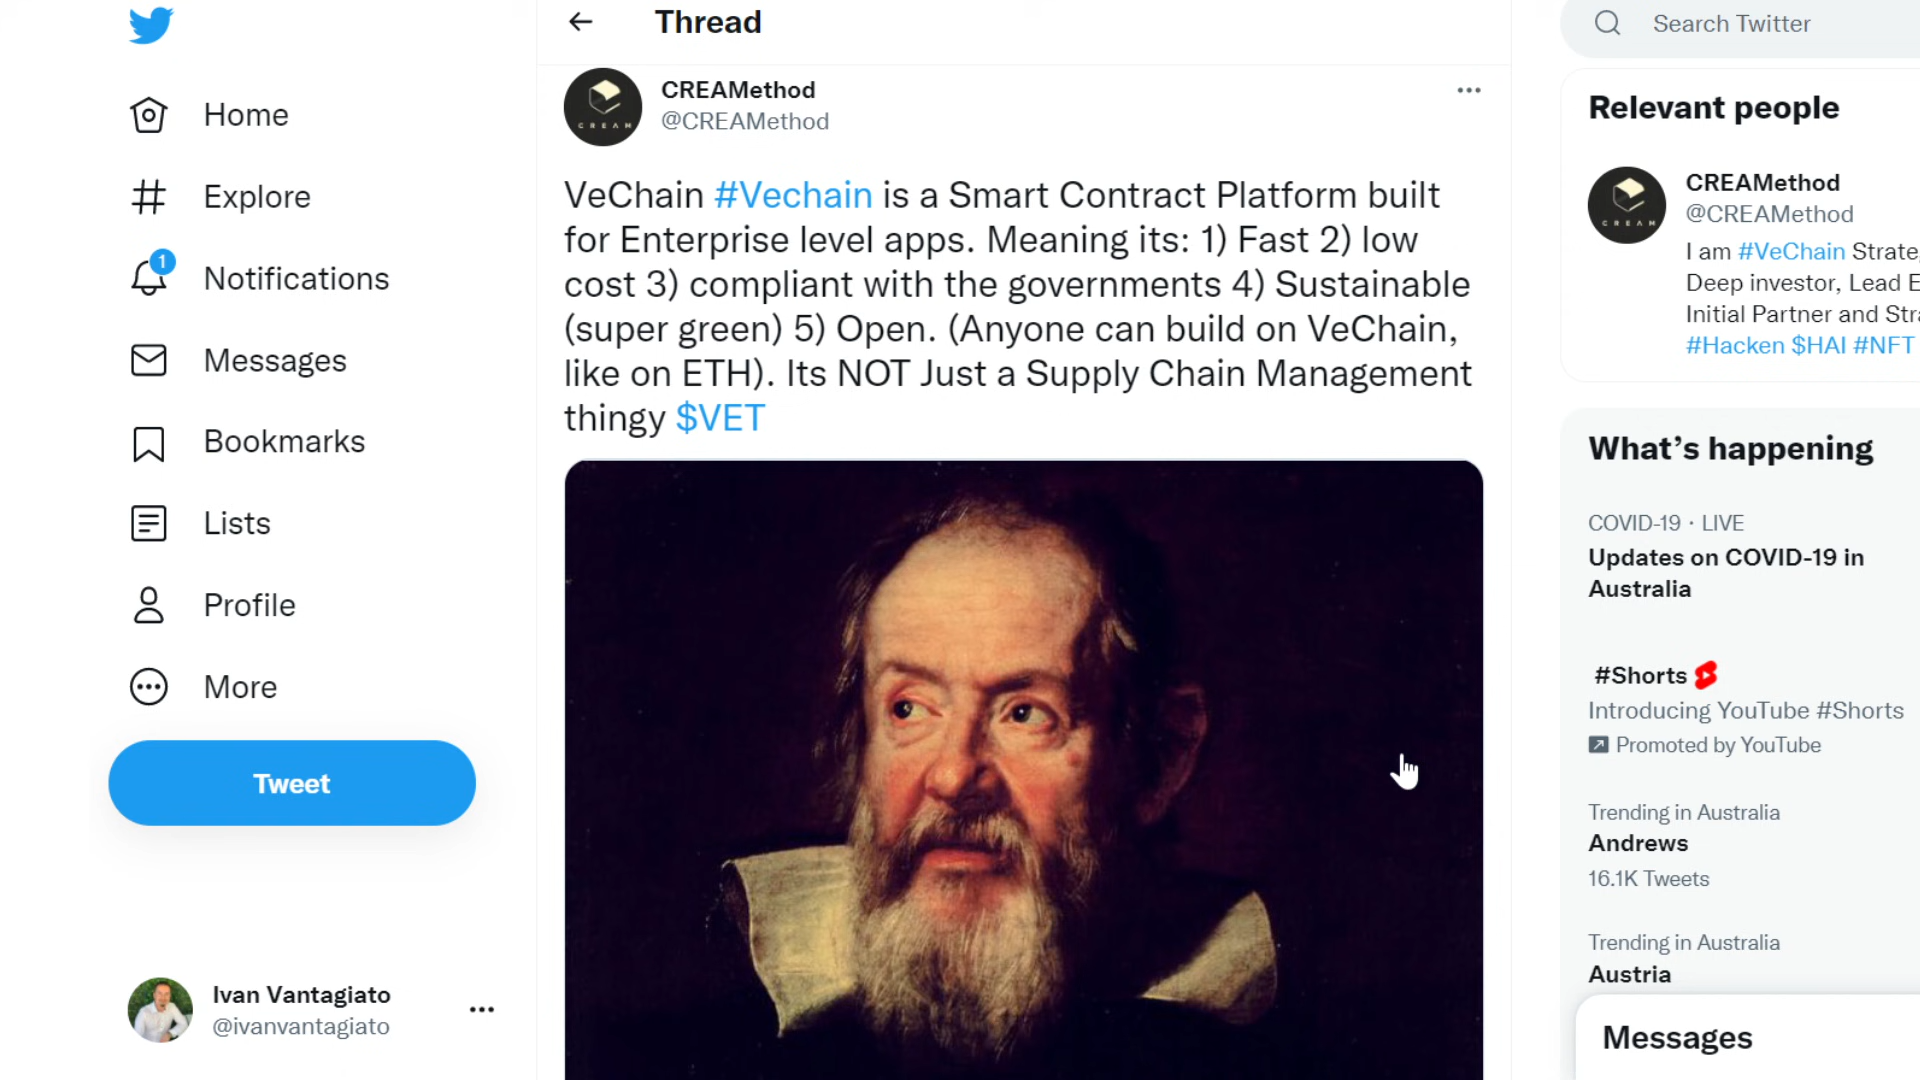 Home
Explore
1
Notifications
Messages
Bookmarks
Lists
Profile
More
Tweet
Ivan Vantagiato
@ivanvantagiato
Thread
CREAM
CREAMethod
@CREAMethod
VeChain #Vechain is a Smart Contract Platform built
for Enterprise level apps. Meaning its: 1) Fast 2) low
cost 3) compliant with the governments 4) Sustainable
(super green) 5) Open. (Anyone can build on VeChain,
like on ETH). Its NOT Just a Supply Chain Management
thingy $VET
Search Twitter
Relevant people
CREAM
CREAMethod
@CREAMethod
I am #VeChain
Deep investor, Lead
Initial Partner and
#Hacken $HAI #NFT
What's happening
COVID-19 · LIVE
Updates on COVID-19 in
Australia
#Shorts
Introducing YouTube #Shorts
Promoted by YouTube
Trending in Australia
Andrews
16.1K Tweets
Trending in Australia
Austria
Messages